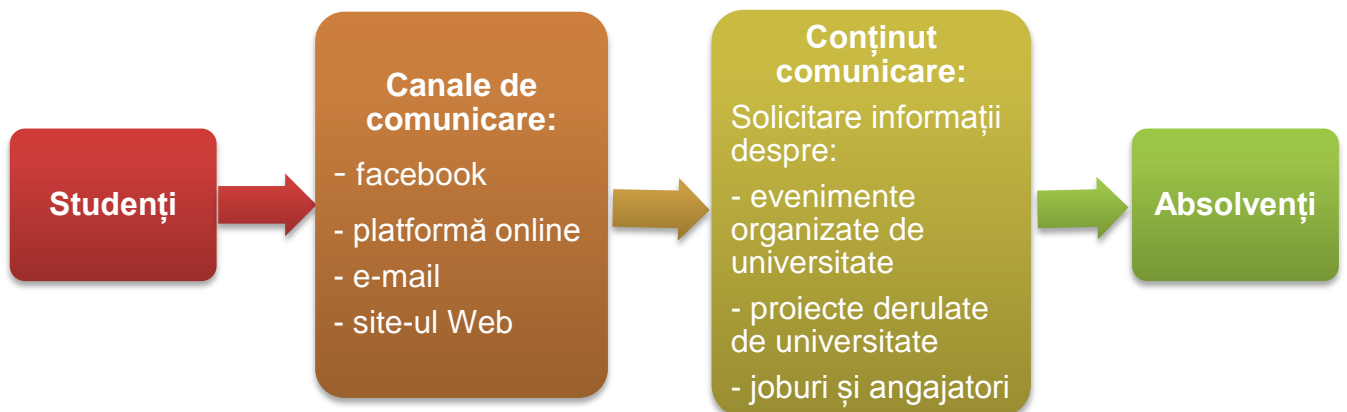 Studenți
Canale de
comunicare:
- facebook
- platformă online
- e-mail
- site-ul Web
Conținut
comunicare:
Solicitare informații
despre:
- evenimente
organizate de
universitate
- proiecte derulate
de universitate
- joburi și angajatori
Absolvenți